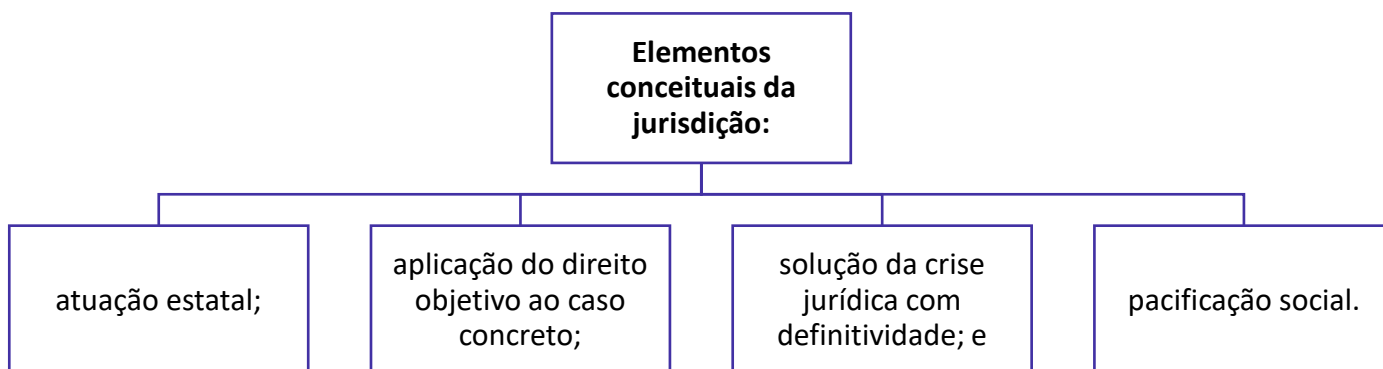 Elementos
conceituais da
jurisdição:
atuação estatal;
aplicação do direito
objetivo ao caso
concreto;
solução da crise
jurídica com
definitividade; e
pacificação social.